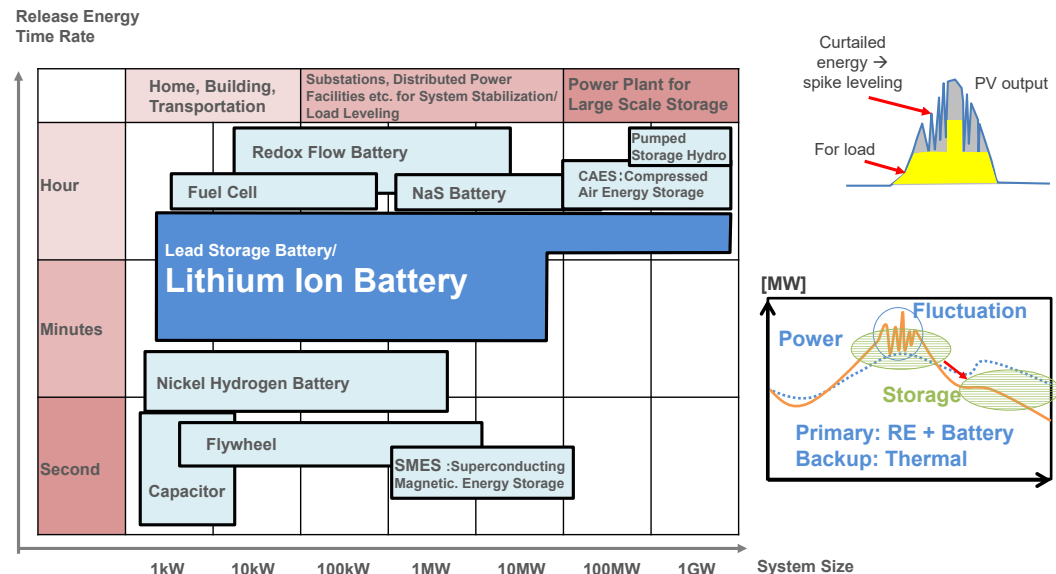 Release Energy
Time Rate
Home, Building,
Transportation
Substations, Distributed Power
Facilities etc. for System Stabilization/
Load Leveling
Power Plant for
Large Scale Storage
Hour
Redox Flow Battery
Pumped
Storage Hydro
Fuel Cell
NaS Battery
CAES:Compressed
Air Energy Storage
Lead Storage Battery/
Lithium Ion Battery
Minutes
Nickel Hydrogen Battery
Second
Flywheel
Capacitor
SMES :Superconducting
Magnetic. Energy Storage
1kW
10kW
100kW
1MW
10MW
100MW
1GW
System Size
Curtailed
energy →
spike leveling
PV output
For load
[MW]
Fluctuation
Power
Storage
Primary: RE + Battery
Backup: Thermal